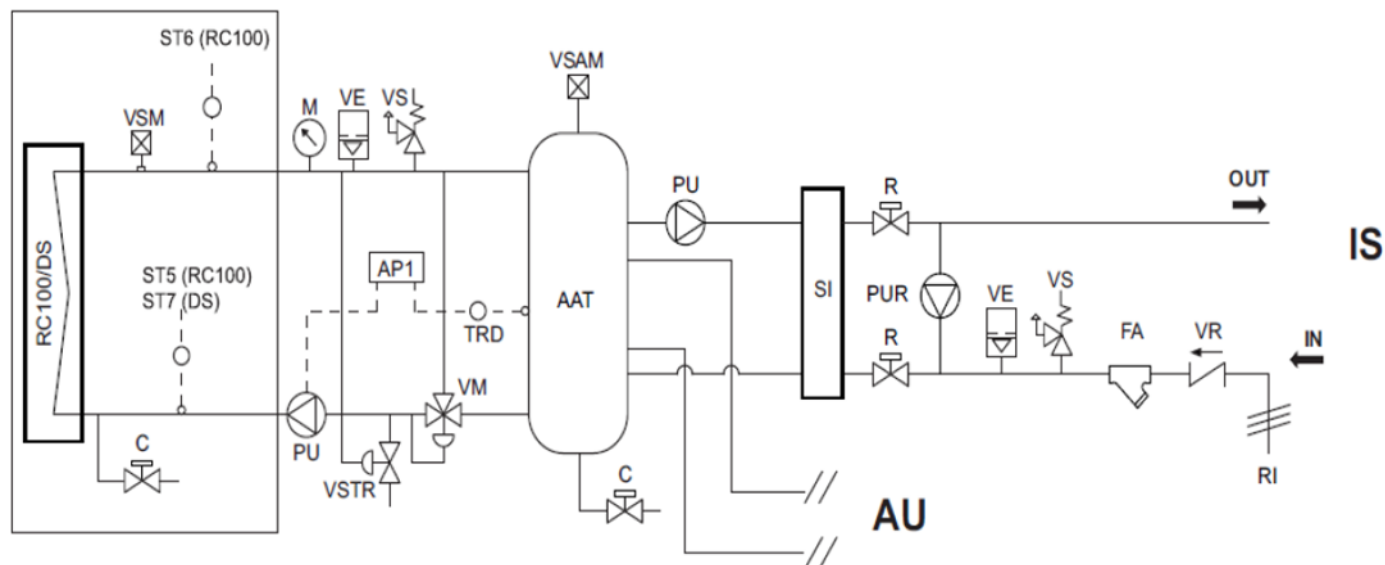 ST6 (RC100)
VSM
M
VE
VS
VSAM
RC100/DS
ST5 (RC100)
ST7 (DS)
AP1
TRD
AAT
PU
SI
R
OUT
IS
PUR
VE
VS
FA
VR
IN
R
C
PU
VSTR
VM
C
AU
RI